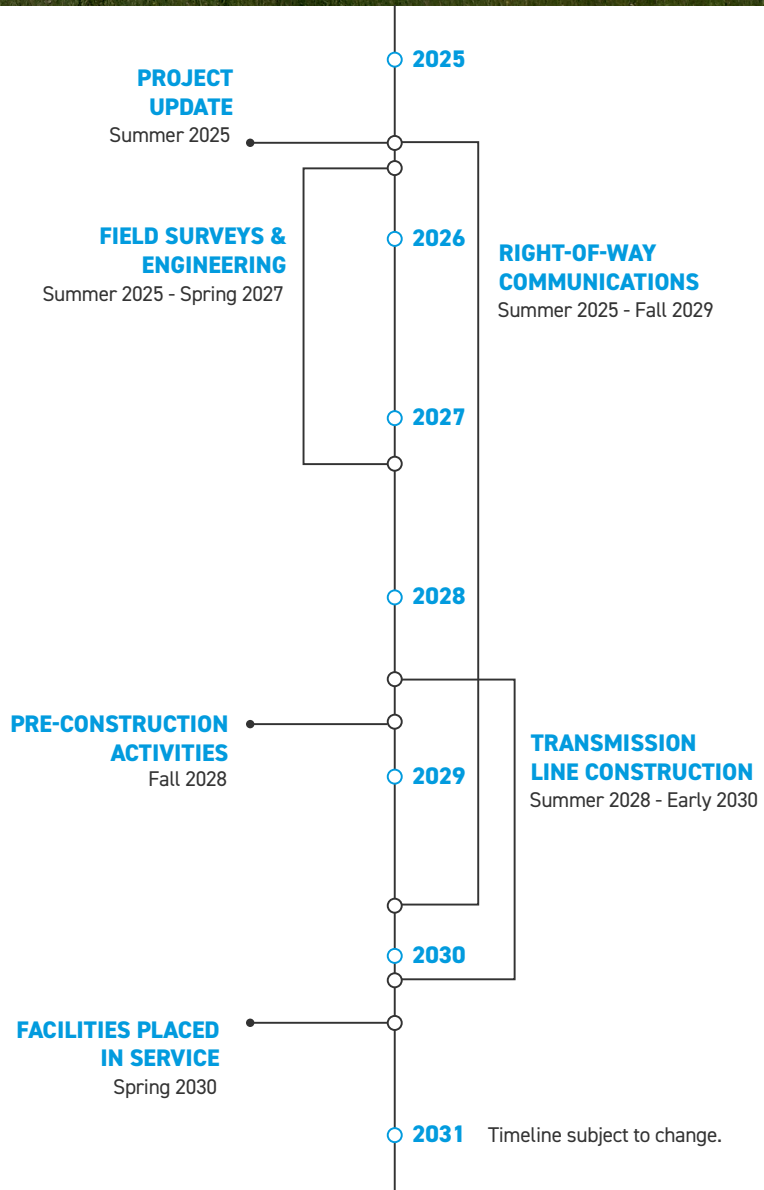 2025
PROJECT
UPDATE
Summer 2025
FIELD SURVEYS &
ENGINEERING
Summer 2025 - Spring 2027
2026
RIGHT-OF-WAY
COMMUNICATIONS
Summer 2025 - Fall 2029
2027
2028
PRE-CONSTRUCTION
ACTIVITIES
Fall 2028
2029
TRANSMISSION
LINE CONSTRUCTION
Summer 2028 - Early 2030
2030
FACILITIES PLACED
IN SERVICE
Spring 2030
2031
Timeline subject to change.